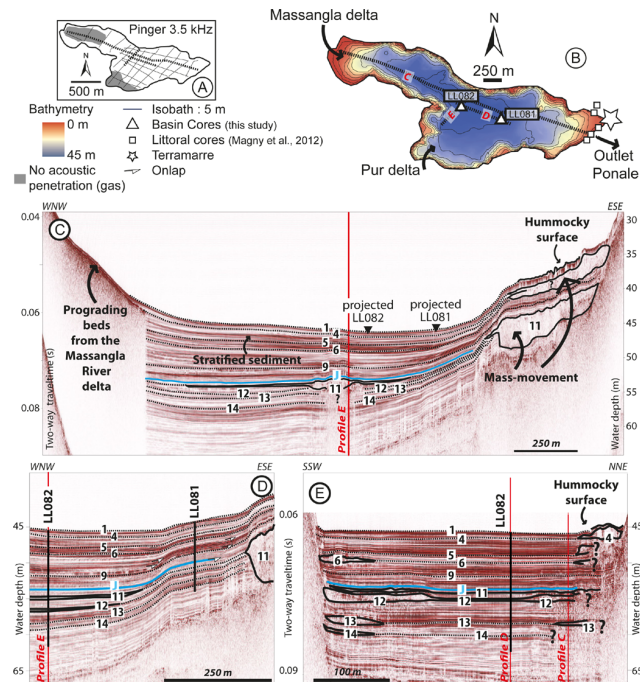 Pinger 3.5 kHz
N
500 m
A
Massangla delta
N
250 m
B
C
LL082
E
D
LL081
Pur delta
Outlet
Ponale
Bathymetry
0 m
45 m
Isobath : 5 m
Basin Cores (this study)
Littoral cores (Magny et al., 2012)
Terramarre
Onlap
No acoustic
penetration (gas)
WNW
ESE
C
0.04
0.06
0.08
Two-way traveltime (s)
30
35
40
45
50
55
60
Water depth (m)
Prograding
beds
from the
Massangla
River
delta
Stratified sediment
projected
LL082
projected
LL081
Hummocky
surface
Mass-movement
11
1
4
5
6
9
J
11
12
13
14
?
12
13
14
Profile E
250 m
WNW
ESE
D
LL082
LL081
45
65
Water depth (m)
1
4
5
6
9
J
11
12
13
14
11
Profile E
250 m
SSW
NNE
E
0.06
0.09
Two-way traveltime (s)
LL082
Hummocky
surface
1
4
5
6
9
J
11
12
13
14
6
12
13
14
4
?
?
?
12
?
13
?
Profile D
Profile C
100 m
45
65
Water depth (m)